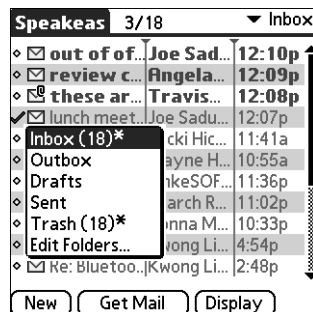 Speakeas 3/18 Inbox
out of of... Joe Sad... 12:10p
review c... Angela... 12:09p
these ar... Travis... 12:08p
lunch meet... Joe Sadu... 12:07p
Inbox (18)* cki Hic... 11:41a
Outbox ayne H... 10:55a
Drafts nkeSOF... 11:36p
Sent arch R... 11:02p
Trash (18)* onna M... 10:33p
Edit Folders... wong Li... 4:54p
Re: Bluetoo.. Kwong Li... 2:48p
New Get Mail Display